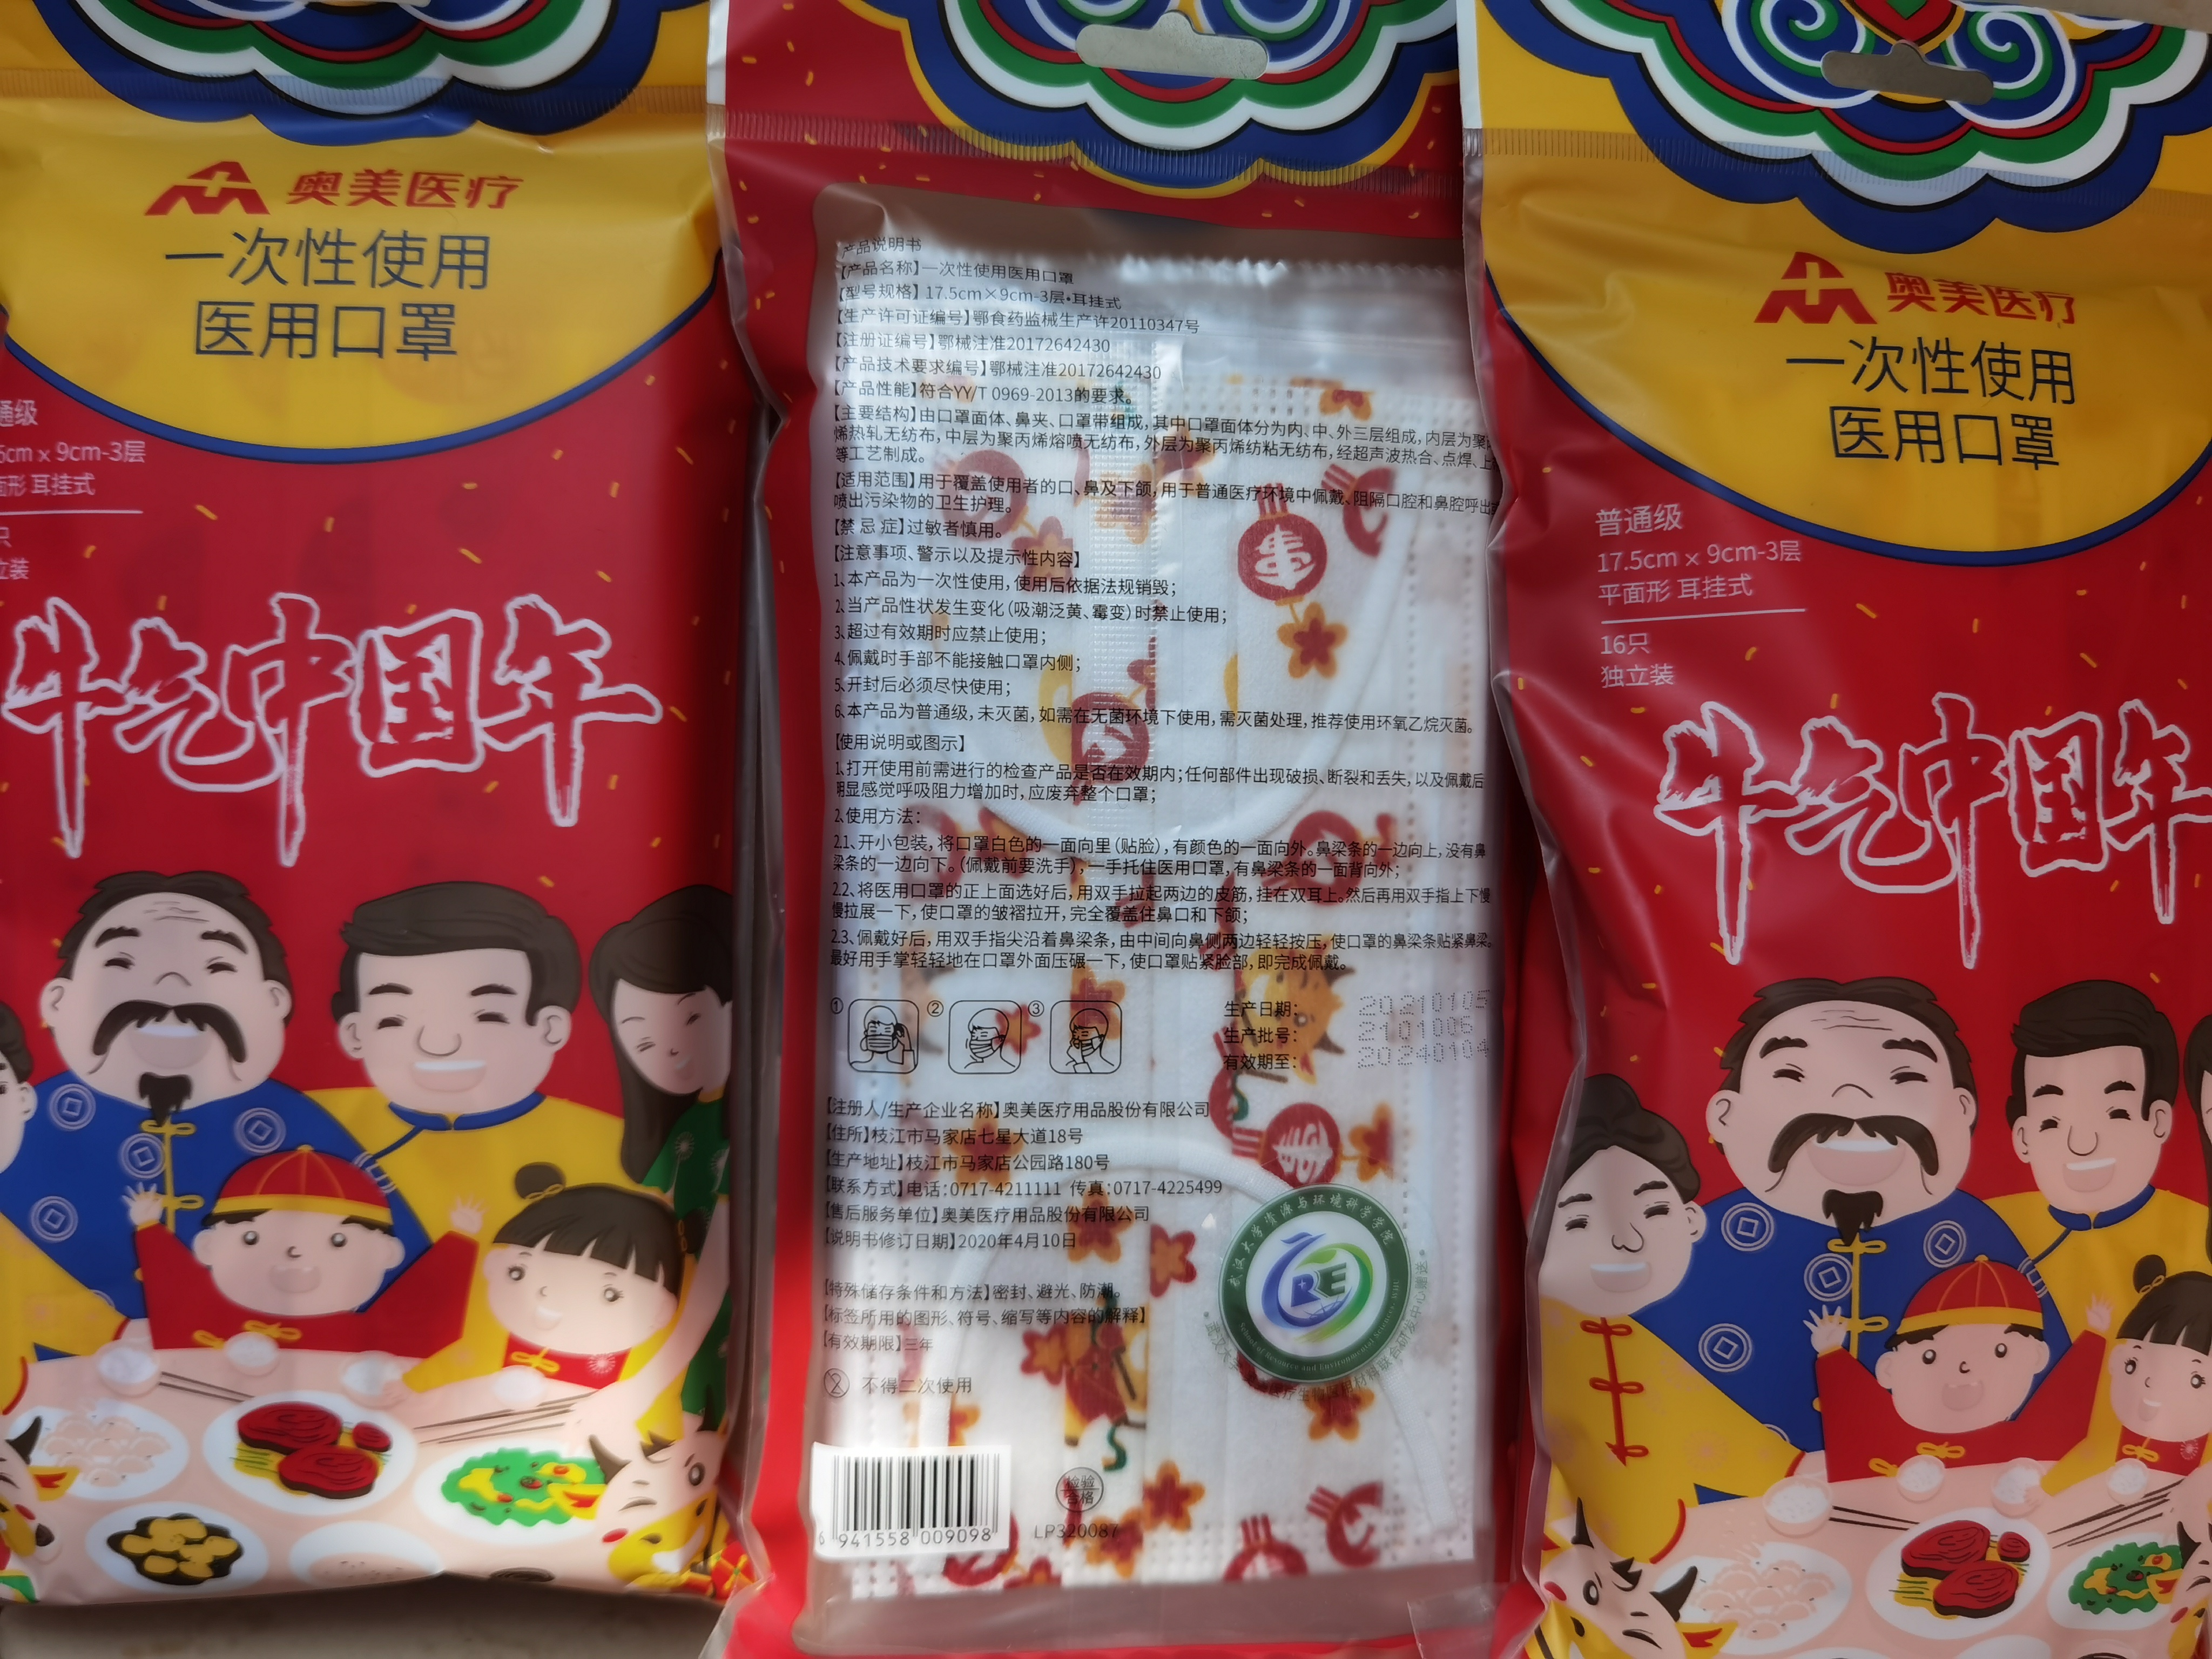 奥美医疗
一次性使用
医用口罩
通级
5cm x 9cm-3层
面形 耳挂式
只
立装
牛气中国年
产品说明书
【产品名称】一次性使用医用口罩
【型号规格】17.5cm×9cm-3层•耳挂式
【生产许可证编号】鄂食药监械生产许20110347号
【注册证编号】鄂械注准20172642430
【产品技术要求编号】鄂械注准20172642430
【产品性能】符合YY/T 0969-2013的要求。
【主要结构】由口罩面体、鼻夹、口罩带组成,其中口罩面体分为内、中、外三层组成,内层为聚
烯热轧无纺布,中层为聚丙烯熔喷无纺布,外层为聚丙烯纺粘无纺布,经超声波热合、点焊、上
等工艺制成。
【适用范围】用于覆盖使用者的口、鼻及下颌,用于普通医疗环境中佩戴、阻隔口腔和鼻腔呼出
喷出污染物的卫生护理。
【禁 忌 症】过敏者慎用。
【注意事项、警示以及提示性内容】
1、本产品为一次性使用,使用后依据法规销毁;
2、当产品性状发生变化(吸潮泛黄、霉变)时禁止使用;
3、超过有效期时应禁止使用;
4、佩戴时手部不能接触口罩内侧;
5、开封后必须尽快使用;
6、本产品为普通级,未灭菌,如需在无菌环境下使用,需灭菌处理,推荐使用环氧乙烷灭菌。
【使用说明或图示】
1、打开使用前需进行的检查产品是否在效期内;任何部件出现破损、断裂和丢失,以及佩戴后
明显感觉呼吸阻力增加时,应废弃整个口罩;
2、使用方法:
2.1、开小包装,将口罩白色的一面向里(贴脸),有颜色的一面向外。鼻梁条的一边向上,没有鼻
梁条的一边向下。(佩戴前要洗手),一手托住医用口罩,有鼻梁条的一面背向外;
2.2、将医用口罩的正上面选好后,用双手拉起两边的皮筋,挂在双耳上。然后再用双手指上下慢
慢拉展一下,使口罩的皱褶拉开,完全覆盖住鼻口和下颌;
2.3、佩戴好后,用双手指尖沿着鼻梁条,由中间向鼻侧两边轻轻按压,使口罩的鼻梁条贴紧鼻梁。
最好用手掌轻轻地在口罩外面压碾一下,使口罩贴紧脸部,即完成佩戴。
① ② ③
生产日期: 20210105
生产批号: 2101006
有效期至: 20240104
【注册人/生产企业名称】奥美医疗用品股份有限公司
【住所】枝江市马家店七星大道18号
【生产地址】枝江市马家店公园路180号
【联系方式】电话:0717-4211111 传真:0717-4225499
【售后服务单位】奥美医疗用品股份有限公司
【说明书修订日期】2020年4月10日
【特殊储存条件和方法】密封、避光、防潮。
【标签所用的图形、符号、缩写等内容的解释】
【有效期限】三年
不得二次使用
武汉大学资源与环境科学学院
RE
School of Resource and Environmental Sciences
检验
合格
6 941558 009098
LP320087
奥美医疗
一次性使用
医用口罩
普通级
17.5cm x 9cm-3层
平面形 耳挂式
16只
独立装
牛气中国年